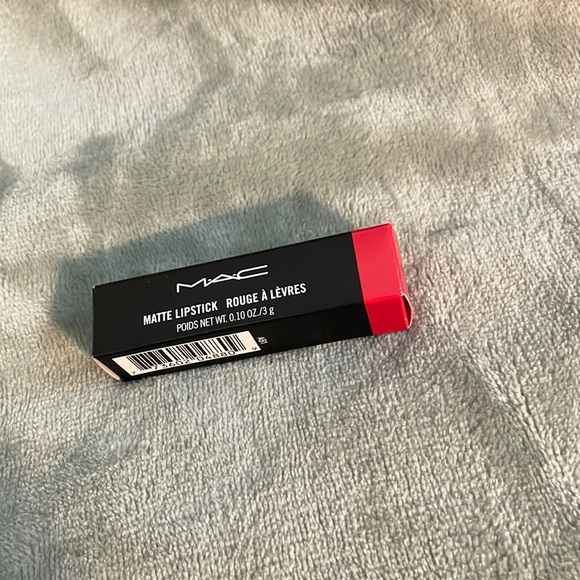 M·A·C
MATTE LIPSTICK ROUGE À LÈVRES
POIDS NET WT. 0.10 OZ./3 g